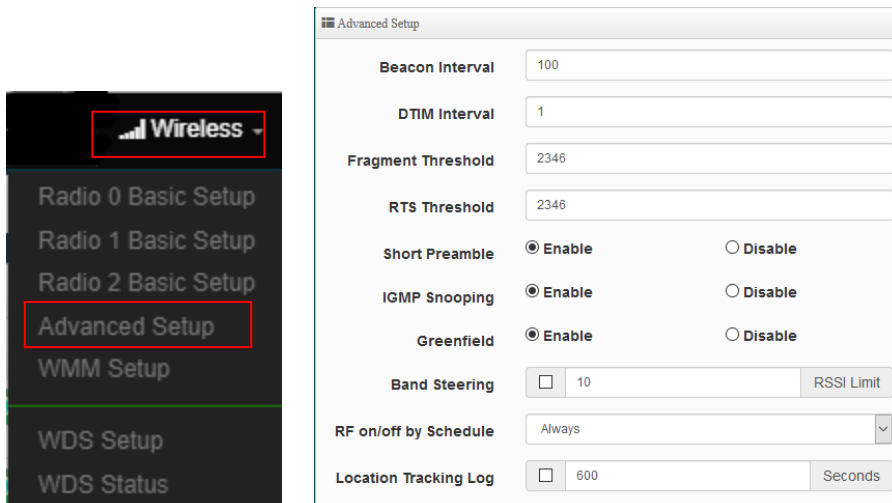 Wireless
Radio 0 Basic Setup
Radio 1 Basic Setup
Radio 2 Basic Setup
Advanced Setup
WMM Setup
WDS Setup
WDS Status
Advanced Setup
Beacon Interval 100
DTIM Interval 1
Fragment Threshold 2346
RTS Threshold 2346
Short Preamble Enable Disable
IGMP Snooping Enable Disable
Greenfield Enable Disable
Band Steering 10 RSSI Limit
RF on/off by Schedule Always
Location Tracking Log 600 Seconds